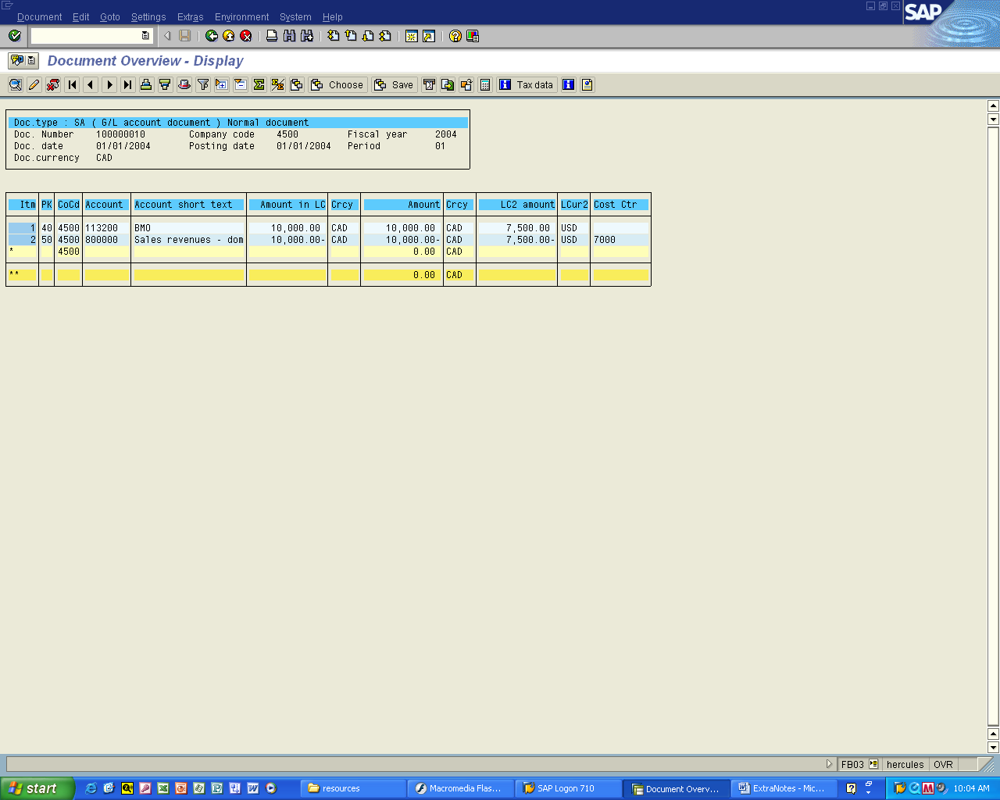 Document Edit Goto Settings Extras Environment System Help
SAP
Document Overview - Display
Choose Save Tax data
Doc.type : SA ( G/L account document ) Normal document
Doc. Number 100000010 Company code 4500 Fiscal year 2004
Doc. date 01/01/2004 Posting date 01/01/2004 Period 01
Doc.currency CAD
Itm PK CoCd Account Account short text Amount in LC Crcy Amount Crcy LC2 amount LCur2 Cost Ctr
1 40 4500 113200 BMO 10,000.00 CAD 10,000.00 CAD 7,500.00 USD
2 50 4500 800000 Sales revenues - dom 10,000.00- CAD 10,000.00- CAD 7,500.00- USD 7000
* 4500 0.00 CAD
** 0.00 CAD
FB03 hercules OVR
start resources Macromedia Flas... SAP Logon 710 Document Overv... ExtraNotes - Mic... 10:04 AM